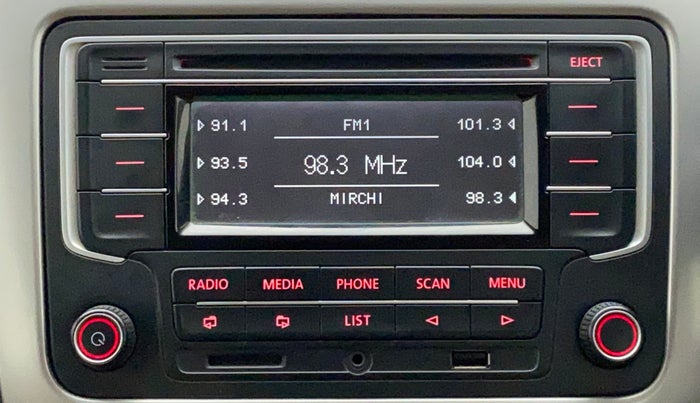 EJECT
91.1 FM1 101.3
93.5 98.3 MHz 104.0
94.3 MIRCHI 98.3
RADIO MEDIA PHONE SCAN MENU
LIST